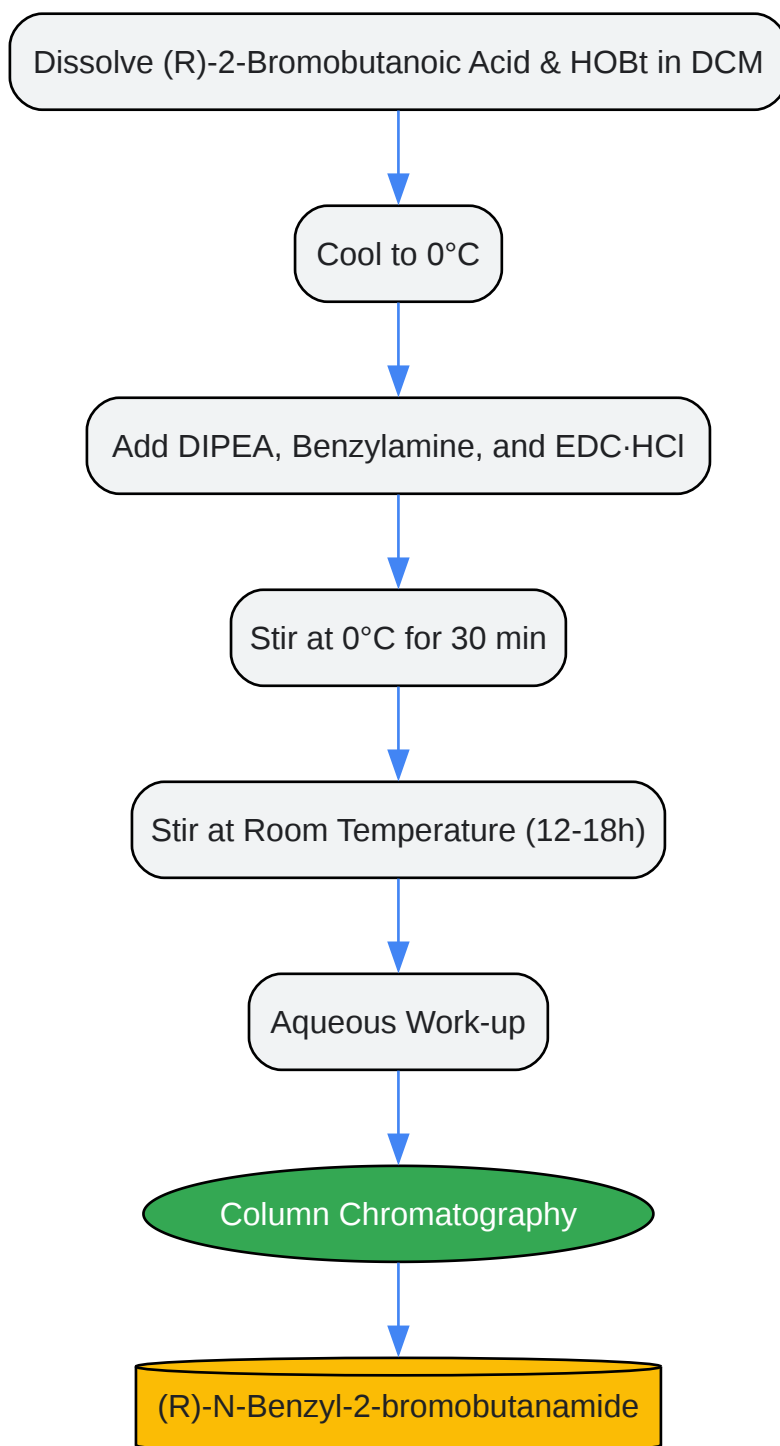 Dissolve (R)-2-Bromobutanoic Acid & HOBt in DCM
Cool to 0°C
Add DIPEA, Benzylamine, and EDC·HCl
Stir at 0°C for 30 min
Stir at Room Temperature (12-18h)
Aqueous Work-up
Column Chromatography
(R)-N-Benzyl-2-bromobutanamide